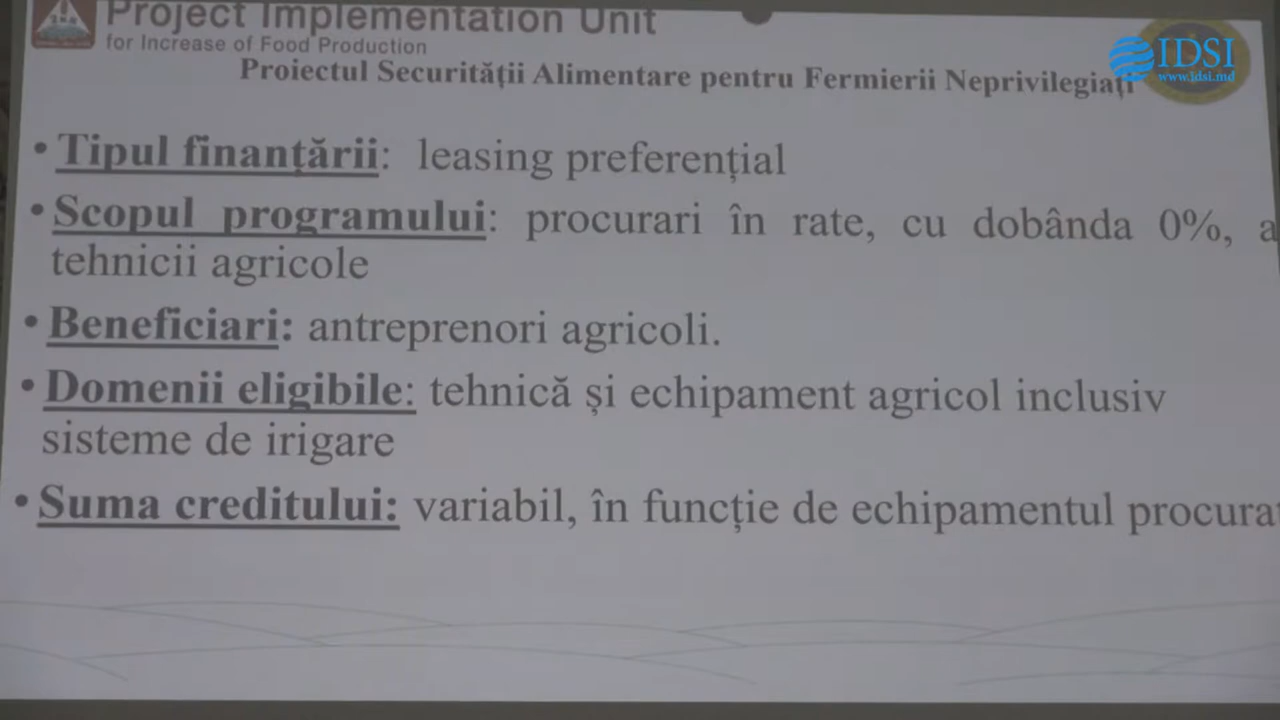 Project Implementation Unit
for Increase of Food Production
Proiectul Securității Alimentare pentru Fermierii Neprivilegiați
IDSI
www.idsi.md
• Tipul finanțării: leasing preferențial
• Scopul programului: procurari în rate, cu dobânda 0%, a
tehnicii agricole
• Beneficiari: antreprenori agricoli.
• Domenii eligibile: tehnică și echipament agricol inclusiv
sisteme de irigare
• Suma creditului: variabil, în funcție de echipamentul procurat